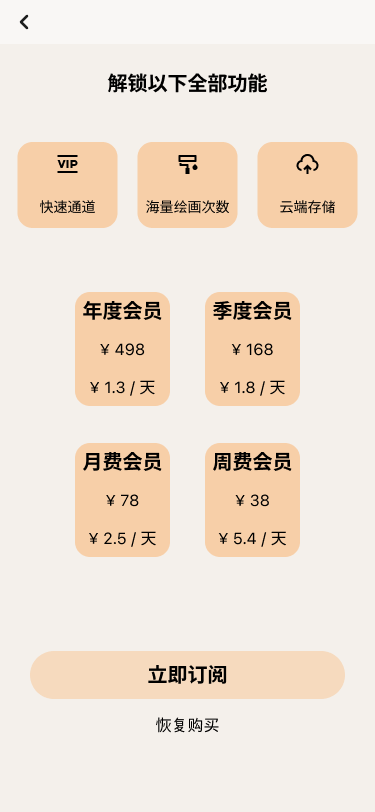 解锁以下全部功能
VIP
快速通道
海量绘画次数
云端存储
年度会员
¥ 498
¥ 1.3 / 天
季度会员
¥ 168
¥ 1.8 / 天
月费会员
¥ 78
¥ 2.5 / 天
周费会员
¥ 38
¥ 5.4 / 天
立即订阅
恢复购买